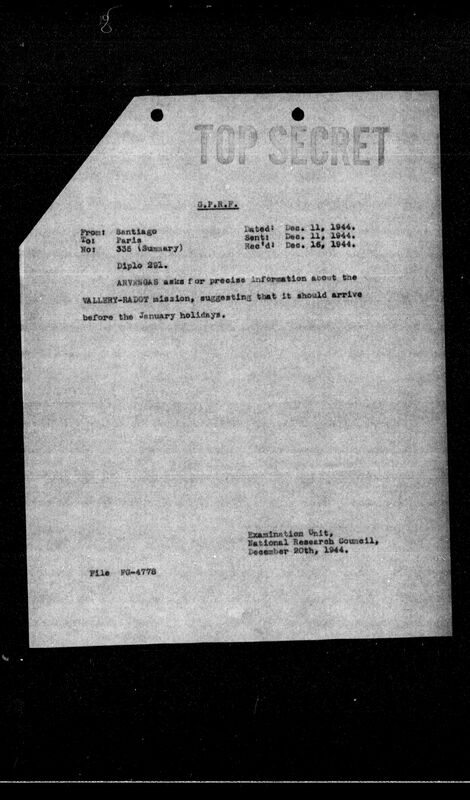 TOP SECRET
G.P.R.F.
From: Santiago Dated: Dec. 11, 1944.
To: Paris Sent: Dec. 11, 1944.
No: 335 (Summary) Rec'd: Dec. 16, 1944.
Diplo 291.
ARVENGAS asks for precise information about the
VALLERY-RADOT mission, suggesting that it should arrive
before the January holidays.
Examination Unit,
National Research Council,
December 20th, 1944.
File FG-4778